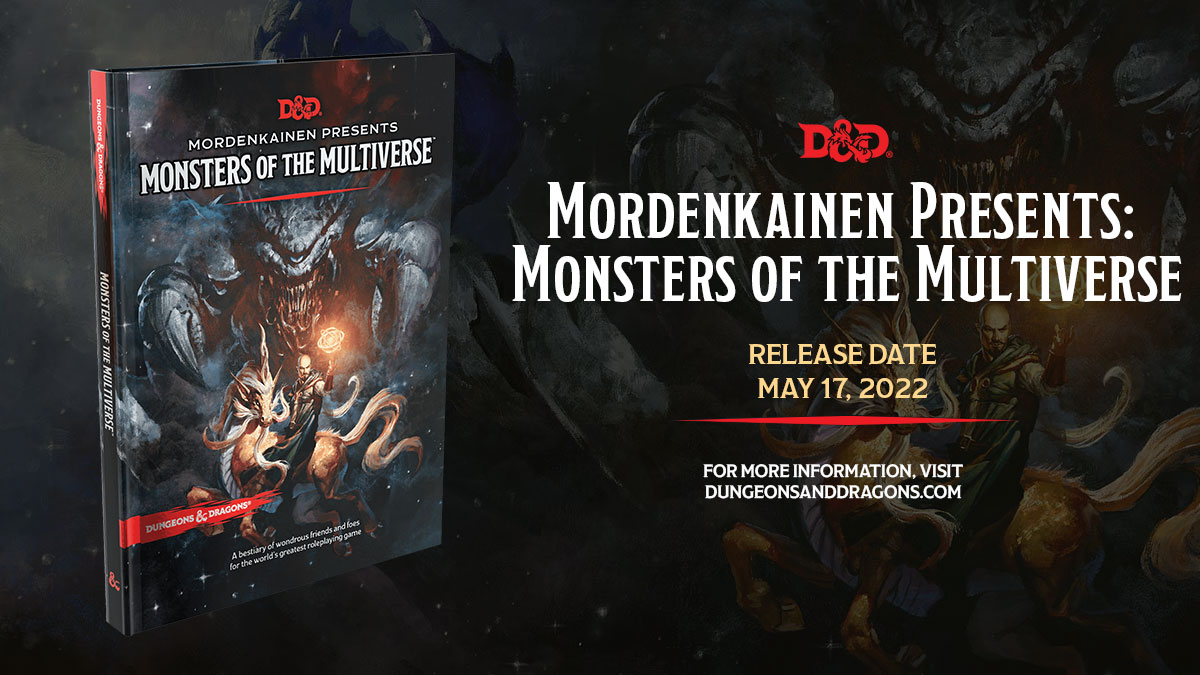 DUNGEONS & DRAGONS®
MONSTERS OF THE MULTIVERSE™
&
D&D®
MORDENKAINEN PRESENTS
MONSTERS OF THE MULTIVERSE™
DUNGEONS & DRAGONS®
A bestiary of wondrous friends and foes
for the world's greatest roleplaying game
D&D®
MORDENKAINEN PRESENTS:
MONSTERS OF THE MULTIVERSE
RELEASE DATE
MAY 17, 2022
FOR MORE INFORMATION, VISIT
DUNGEONSANDDRAGONS.COM